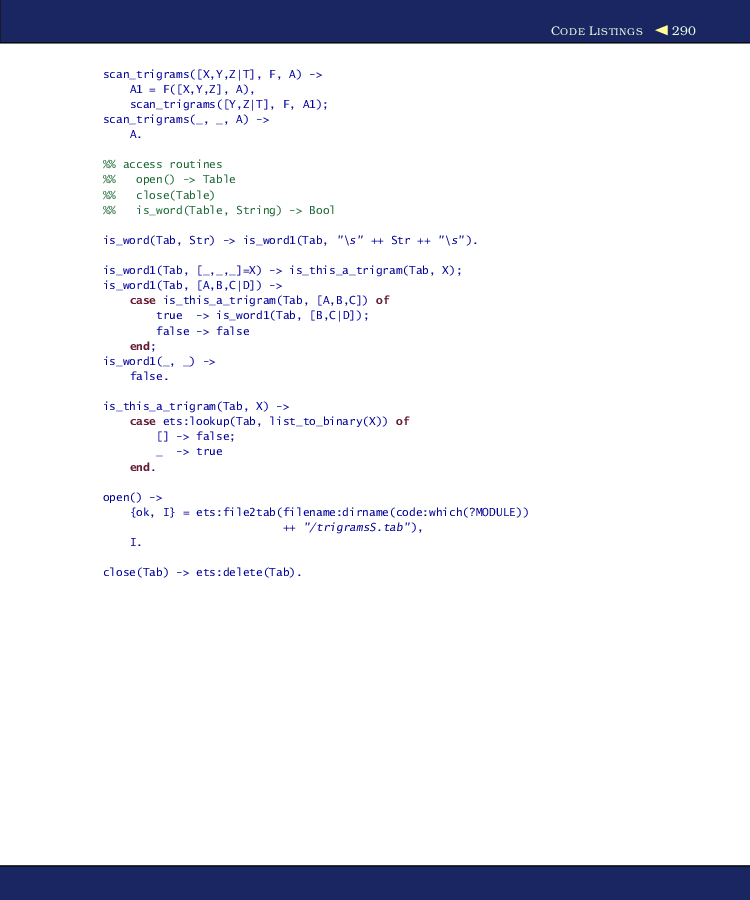 CODE LISTINGS ◀ 290
scan_trigrams([X,Y,Z|T], F, A) ->
    A1 = F([X,Y,Z], A),
    scan_trigrams([Y,Z|T], F, A1);
scan_trigrams(_, _, A) ->
    A.
%% access routines
%%   open() -> Table
%%   close(Table)
%%   is_word(Table, String) -> Bool
is_word(Tab, Str) -> is_word1(Tab, "\s" ++ Str ++ "\s").
is_word1(Tab, [_,_,_]=X) -> is_this_a_trigram(Tab, X);
is_word1(Tab, [A,B,C|D]) ->
    case is_this_a_trigram(Tab, [A,B,C]) of
        true  -> is_word1(Tab, [B,C|D]);
        false -> false
    end;
is_word1(_, _) ->
    false.
is_this_a_trigram(Tab, X) ->
    case ets:lookup(Tab, list_to_binary(X)) of
        [] -> false;
        _  -> true
    end.
open() ->
    {ok, I} = ets:file2tab(filename:dirname(code:which(?MODULE))
                           ++ "/trigramsS.tab"),
    I.
close(Tab) -> ets:delete(Tab).